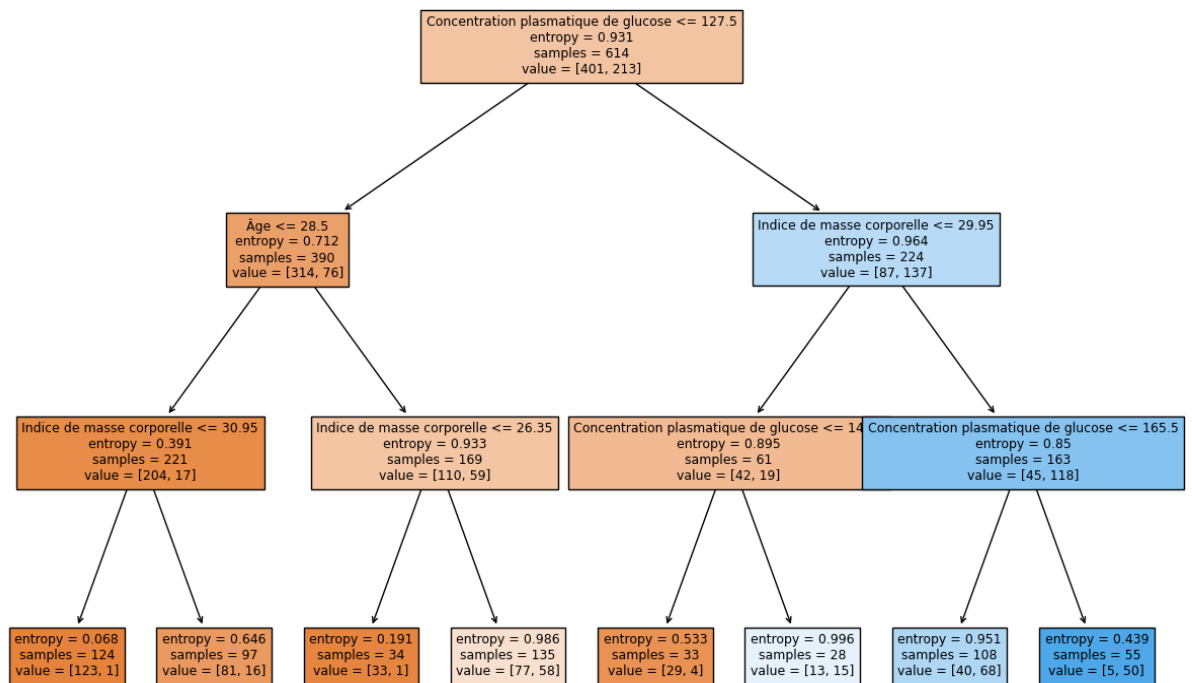 Concentration plasmatique de glucose <= 127.5
entropy = 0.931
samples = 614
value = [401, 213]
Âge <= 28.5
entropy = 0.712
samples = 390
value = [314, 76]
Indice de masse corporelle <= 29.95
entropy = 0.964
samples = 224
value = [87, 137]
Indice de masse corporelle <= 30.95
entropy = 0.391
samples = 221
value = [204, 17]
Indice de masse corporelle <= 26.35
entropy = 0.933
samples = 169
value = [110, 59]
Concentration plasmatique de glucose <= 14
entropy = 0.895
samples = 61
value = [42, 19]
Concentration plasmatique de glucose <= 165.5
entropy = 0.85
samples = 163
value = [45, 118]
entropy = 0.068
samples = 124
value = [123, 1]
entropy = 0.646
samples = 97
value = [81, 16]
entropy = 0.191
samples = 34
value = [33, 1]
entropy = 0.986
samples = 135
value = [77, 58]
entropy = 0.533
samples = 33
value = [29, 4]
entropy = 0.996
samples = 28
value = [13, 15]
entropy = 0.951
samples = 108
value = [40, 68]
entropy = 0.439
samples = 55
value = [5, 50]